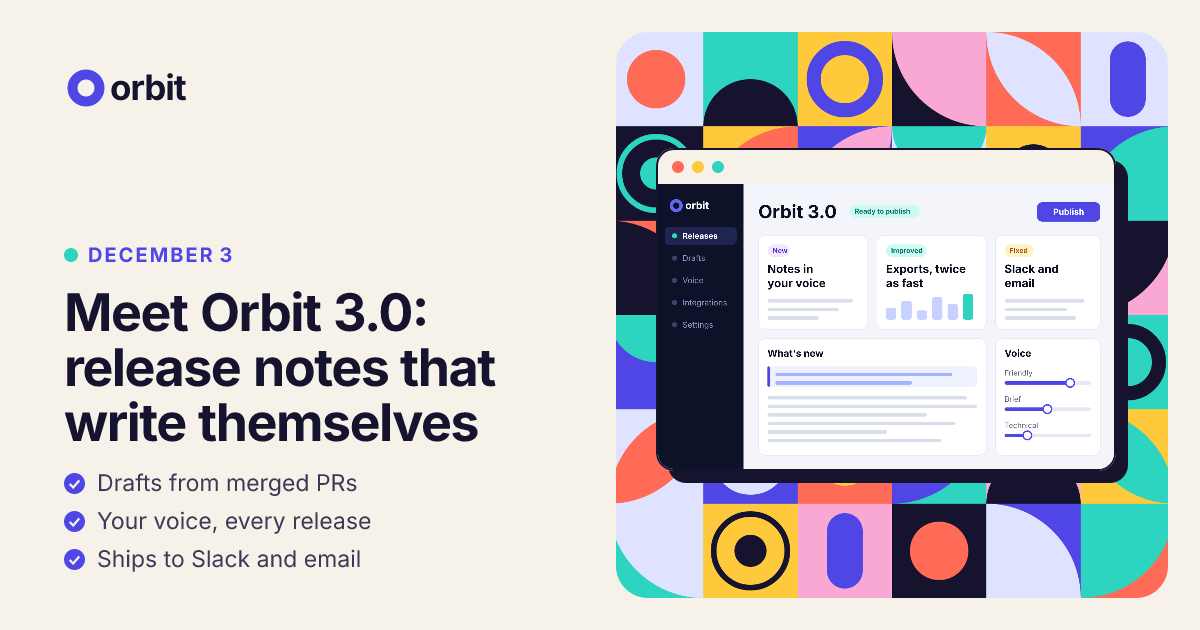 orbit
DECEMBER 3
Meet Orbit 3.0:
release notes that
write themselves
Drafts from merged PRs
Your voice, every release
Ships to Slack and email
orbit
Releases
Drafts
Voice
Integrations
Settings
Orbit 3.0
Ready to publish
Publish
New
Notes in
your voice
Improved
Exports, twice
as fast
Fixed
Slack and
email
What's new
Voice
Friendly
Brief
Technical